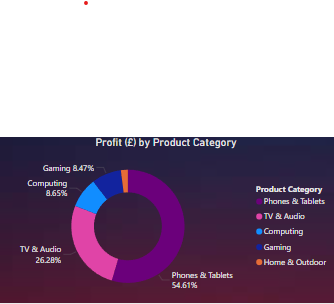 Profit (£) by Product Category
Gaming 8.47%
Computing
8.65%
TV & Audio
26.28%
Phones & Tablets
54.61%
Product Category
Phones & Tablets
TV & Audio
Computing
Gaming
Home & Outdoor